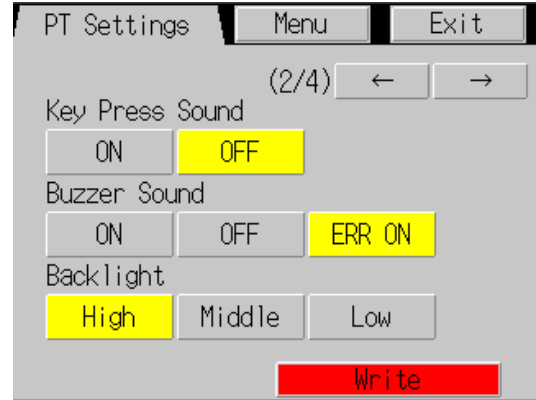 PT Settings Menu Exit
(2/4) ← →
Key Press Sound
ON OFF
Buzzer Sound
ON OFF ERR ON
Backlight
High Middle Low
Write